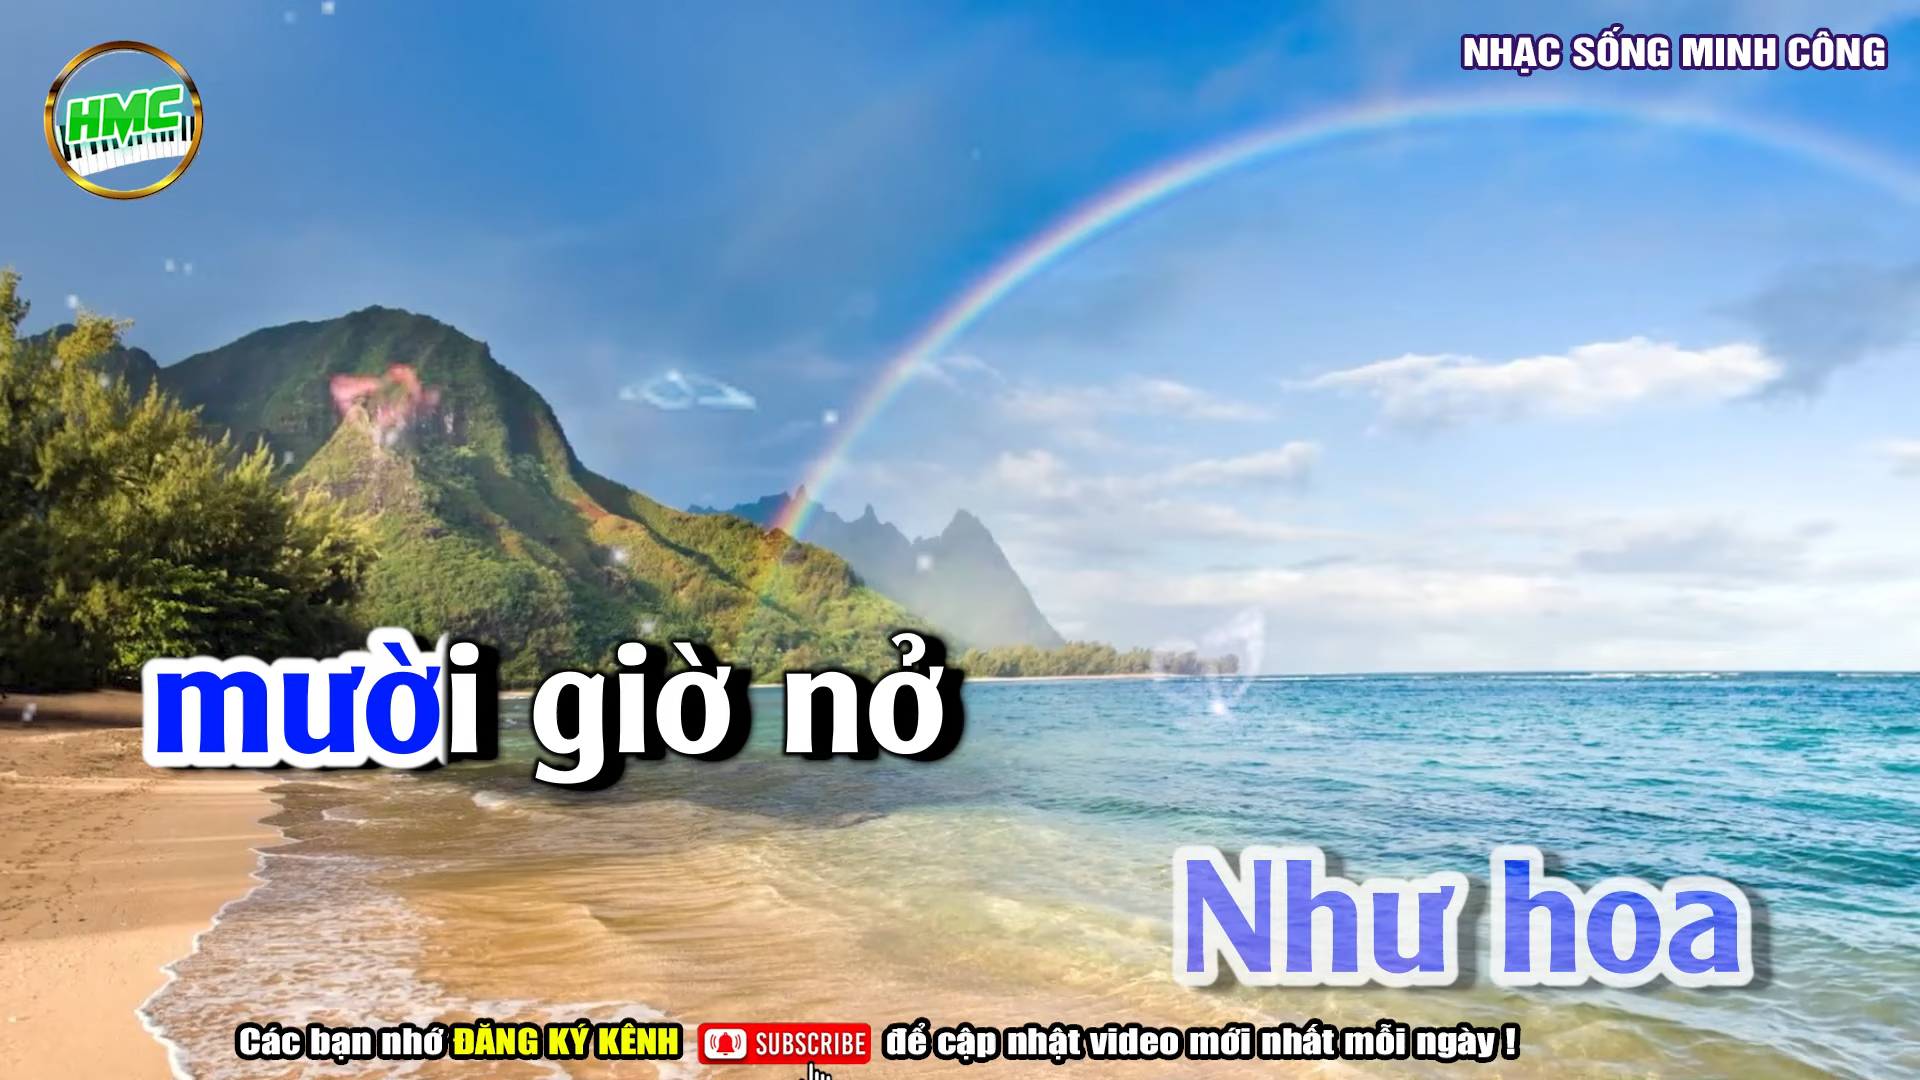 NHẠC SỐNG MINH CÔNG
HMC
mười giờ nở
Như hoa
Các bạn nhớ ĐĂNG KÝ KÊNH SUBSCRIBE để cập nhật video mới nhất mỗi ngày !